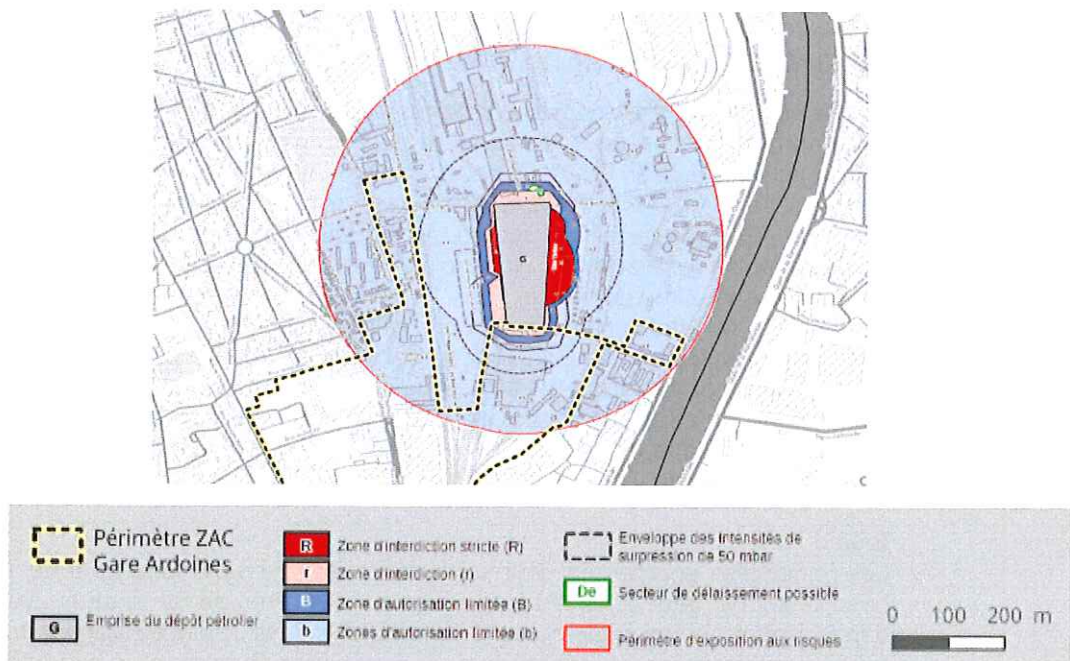 G
Périmètre ZAC
Gare Ardoines
G Emprise du dépôt pétrolier
R Zone d'interdiction stricte (R)
r Zone d'interdiction (r)
B Zone d'autorisation limitée (B)
b Zones d'autorisation limitée (b)
Enveloppe des intensités de
surpression de 50 mbar
De Secteur de délaissement possible
Périmètre d'exposition aux risques
0 100 200 m